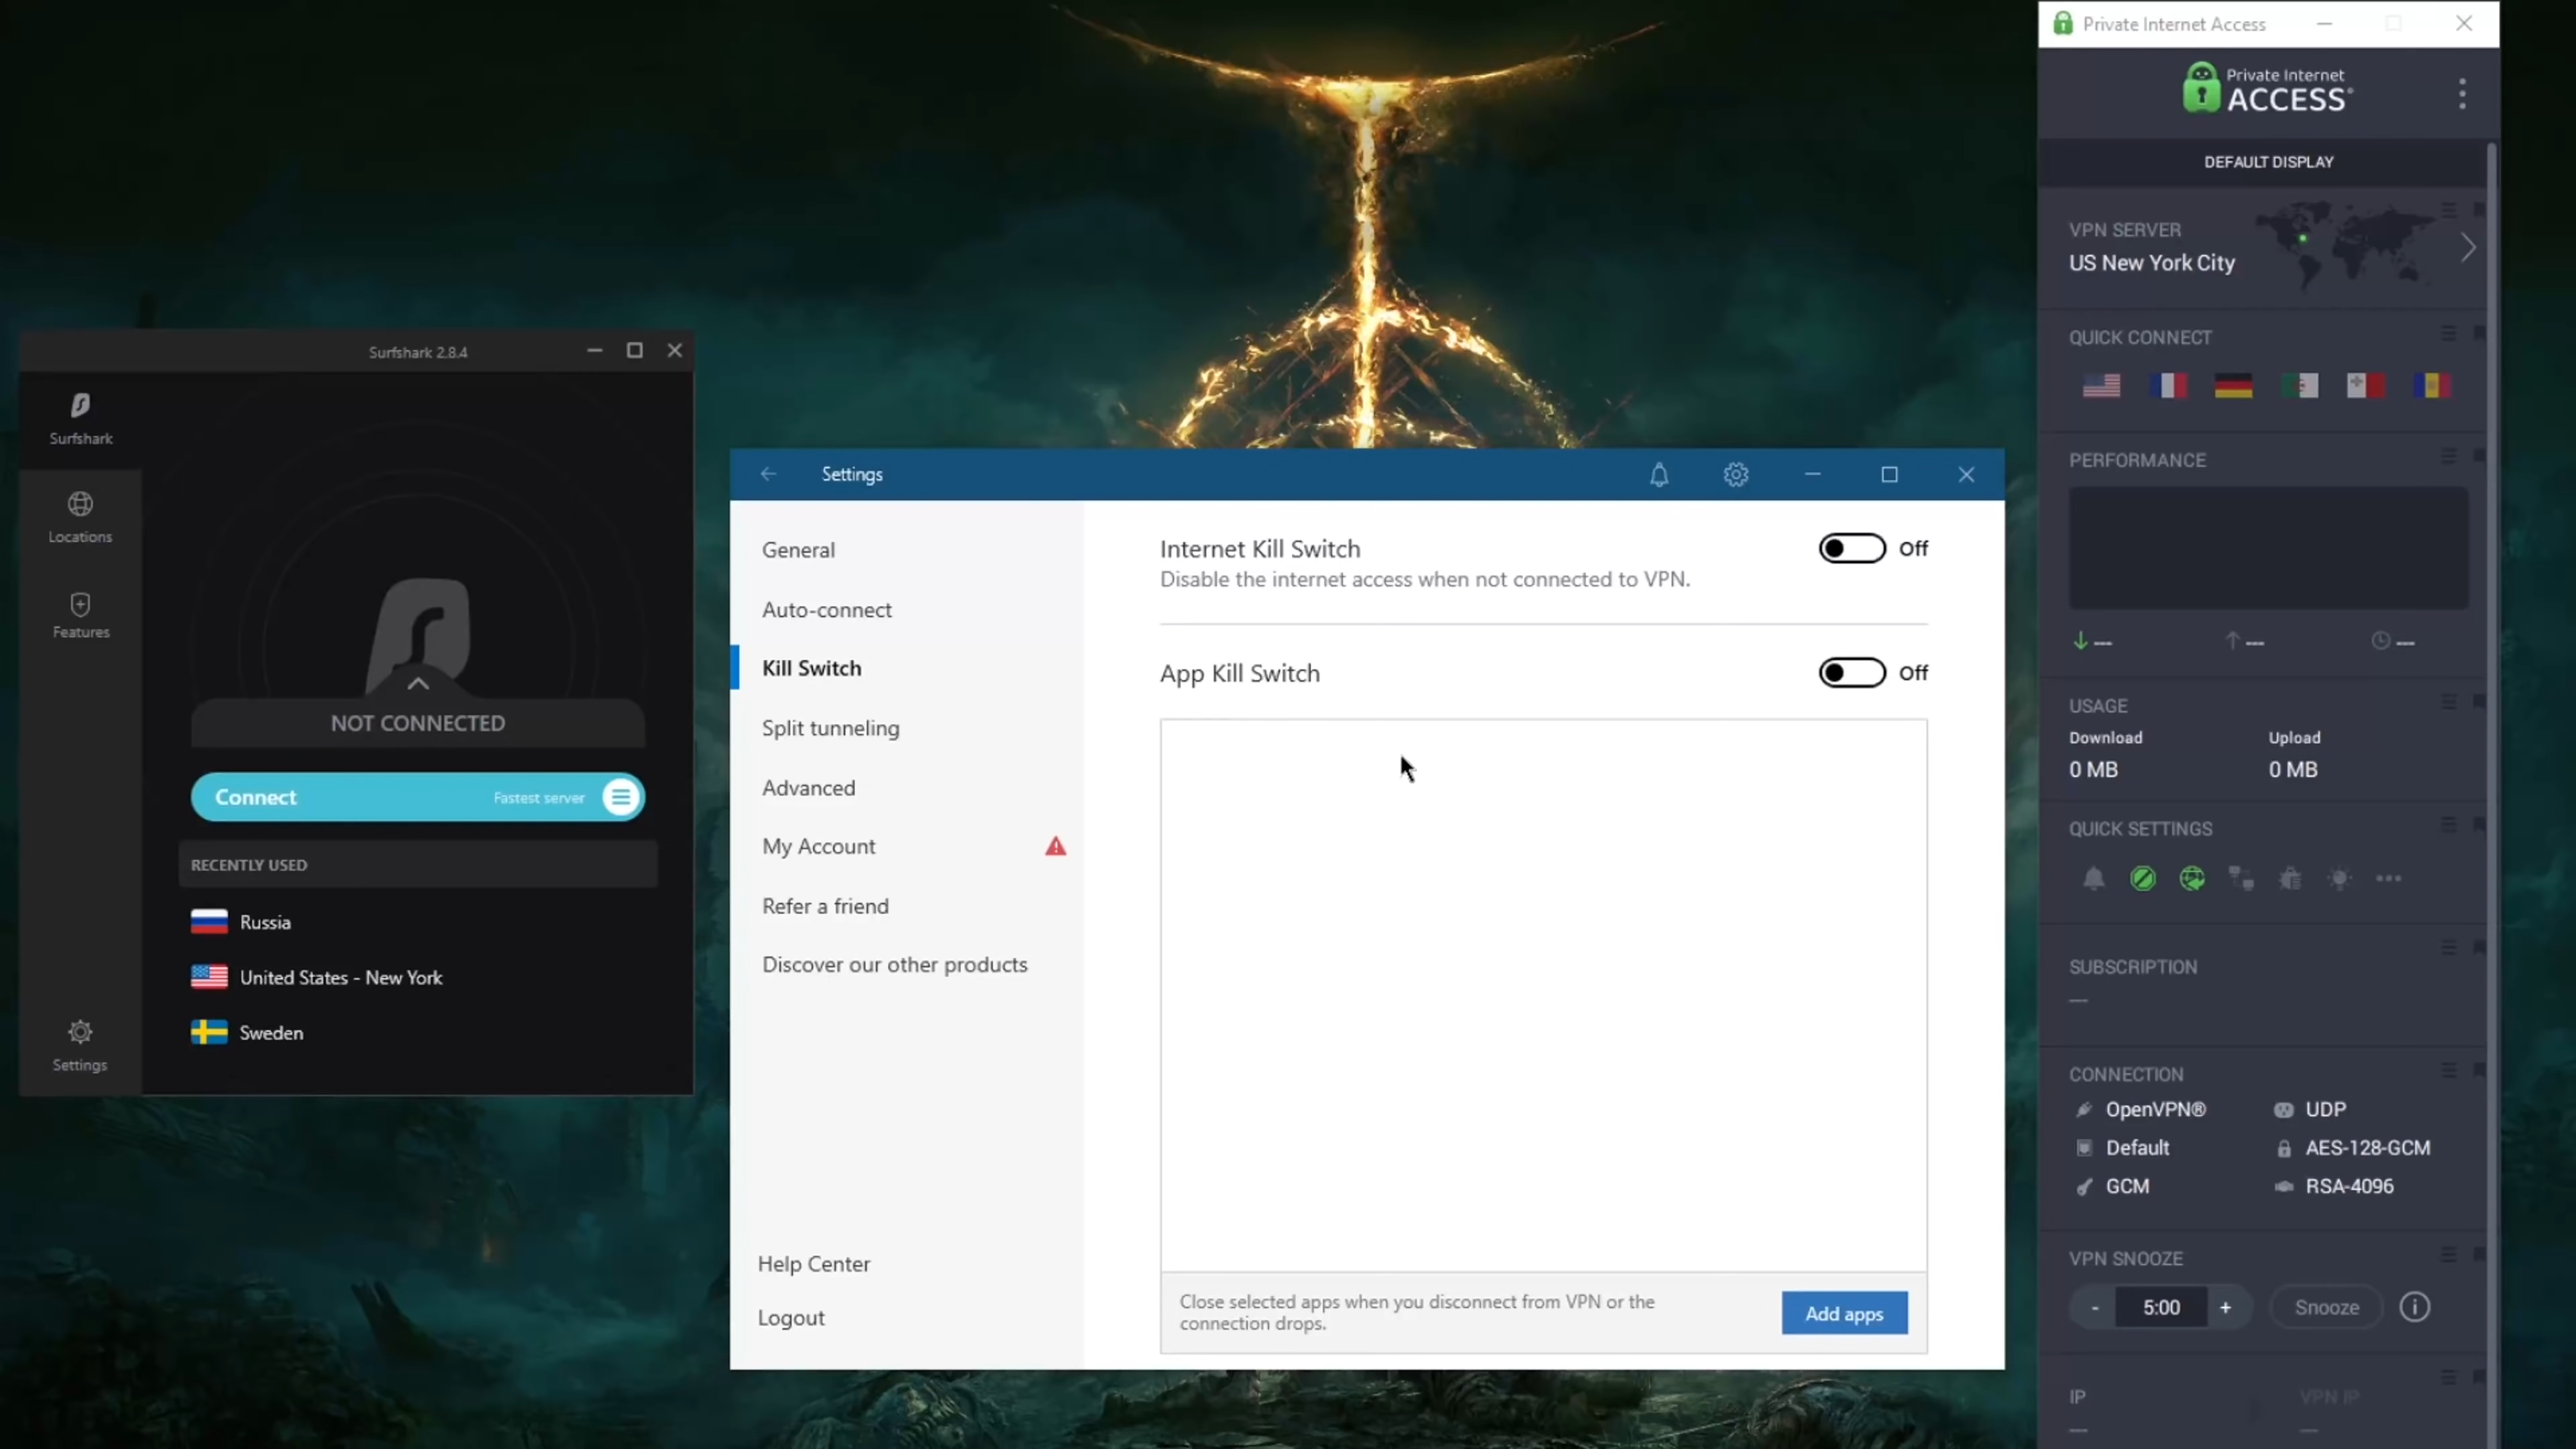 Surfshark 2.8.4
Surfshark
Locations
Features
Settings
NOT CONNECTED
Connect
Fastest server
RECENTLY USED
Russia
United States - New York
Sweden
Settings
General
Auto-connect
Kill Switch
Split tunneling
Advanced
My Account
Refer a friend
Discover our other products
Help Center
Logout
Internet Kill Switch
Off
Disable the internet access when not connected to VPN.
App Kill Switch
Off
Close selected apps when you disconnect from VPN or the
connection drops.
Add apps
Private Internet Access
Private Internet
ACCESS®
DEFAULT DISPLAY
VPN SERVER
US New York City
QUICK CONNECT
PERFORMANCE
---
---
---
USAGE
Download Upload
0 MB 0 MB
QUICK SETTINGS
SUBSCRIPTION
---
CONNECTION
OpenVPN® UDP
Default AES-128-GCM
GCM RSA-4096
VPN SNOOZE
- 5:00 + Snooze
IP VPN IP
--- ---